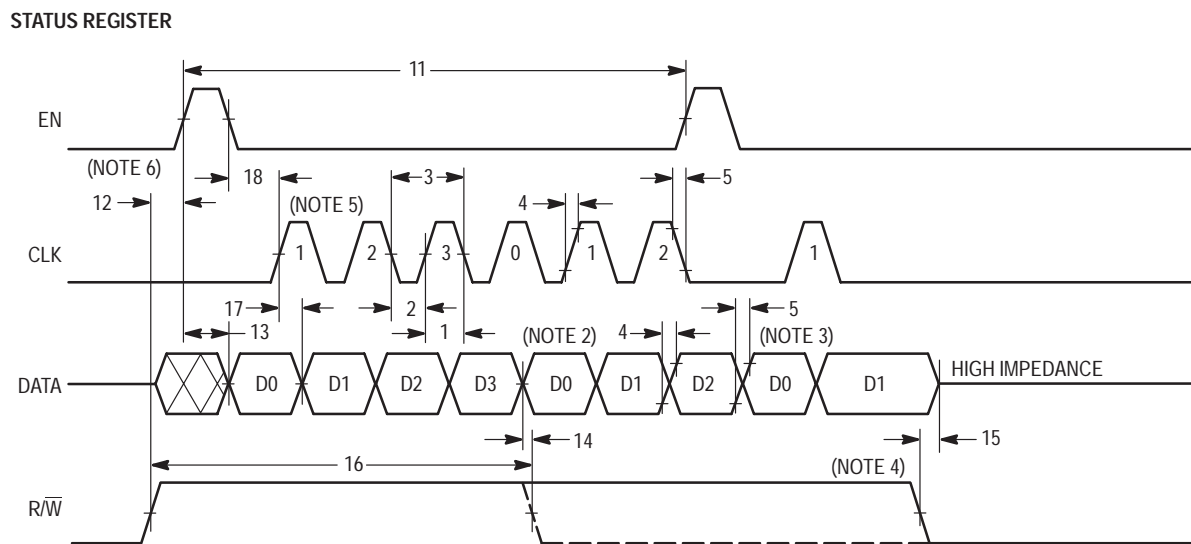 STATUS REGISTER
11
EN
(NOTE 6)
18
3
5
12
(NOTE 5)
4
CLK
1 2 3 0 1 2 1
17
2
5
13
1
(NOTE 2)
4
(NOTE 3)
DATA
D0 D1 D2 D3 D0 D1 D2 D0 D1
HIGH IMPEDANCE
14
15
16
(NOTE 4)
R/W̅